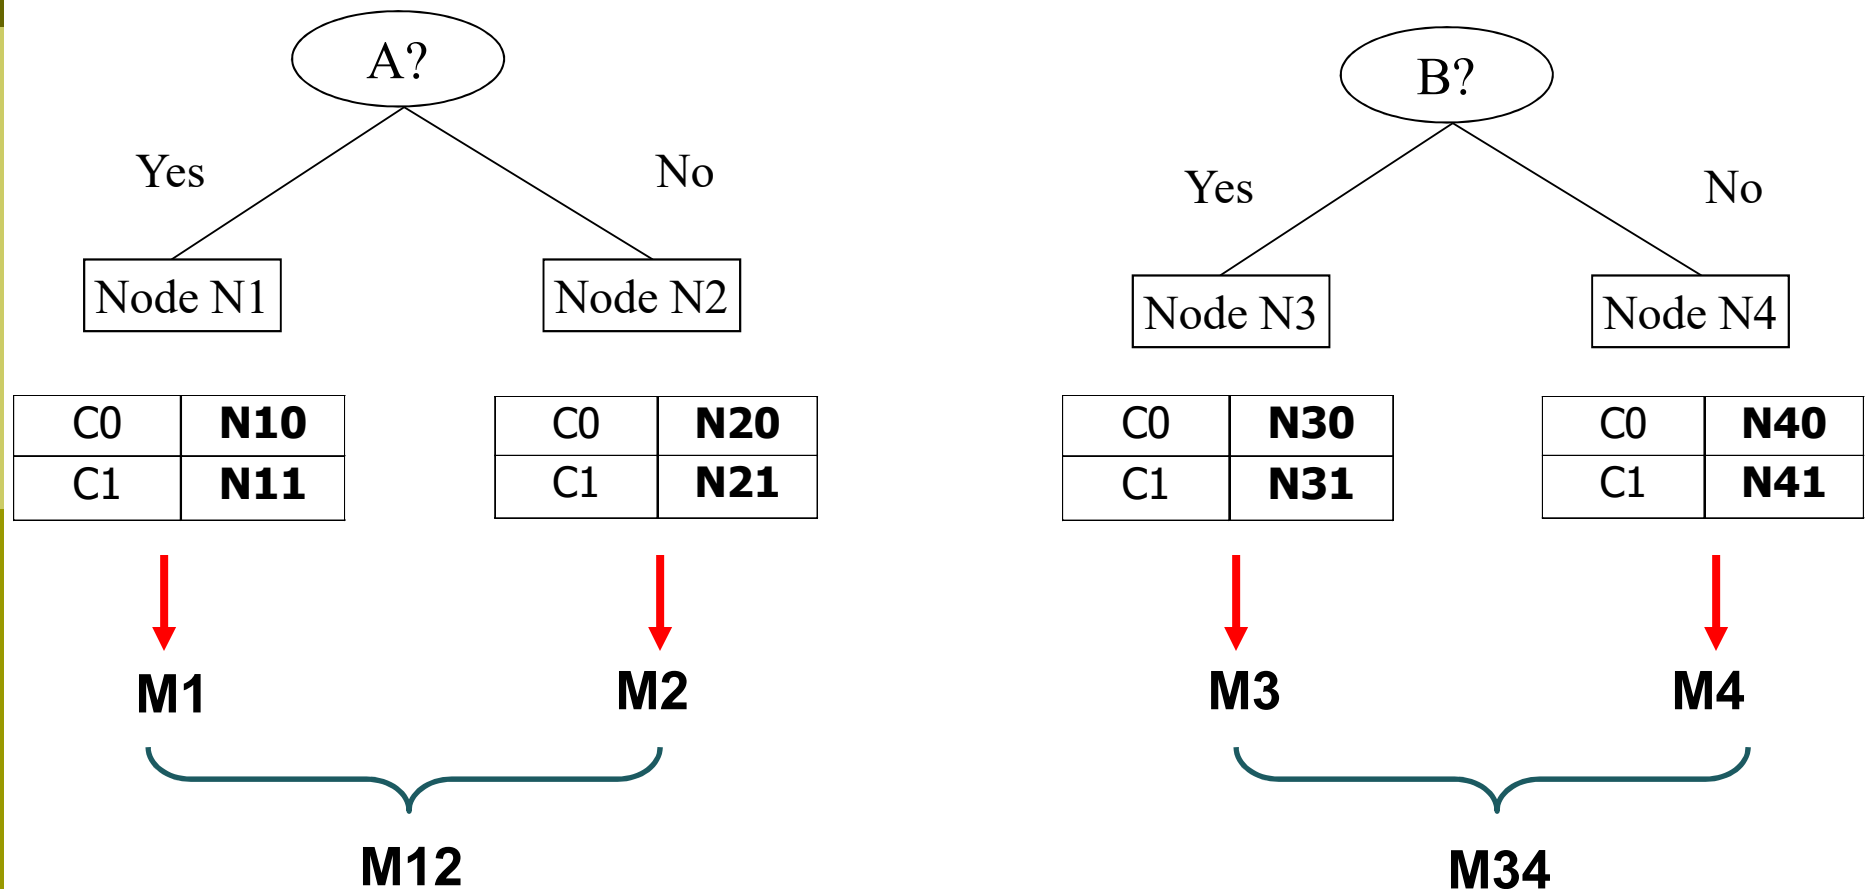 A?
Yes
No
Node N1
Node N2
C0 N10
C1 N11
C0 N20
C1 N21
M1
M2
M12
B?
Yes
No
Node N3
Node N4
C0 N30
C1 N31
C0 N40
C1 N41
M3
M4
M34